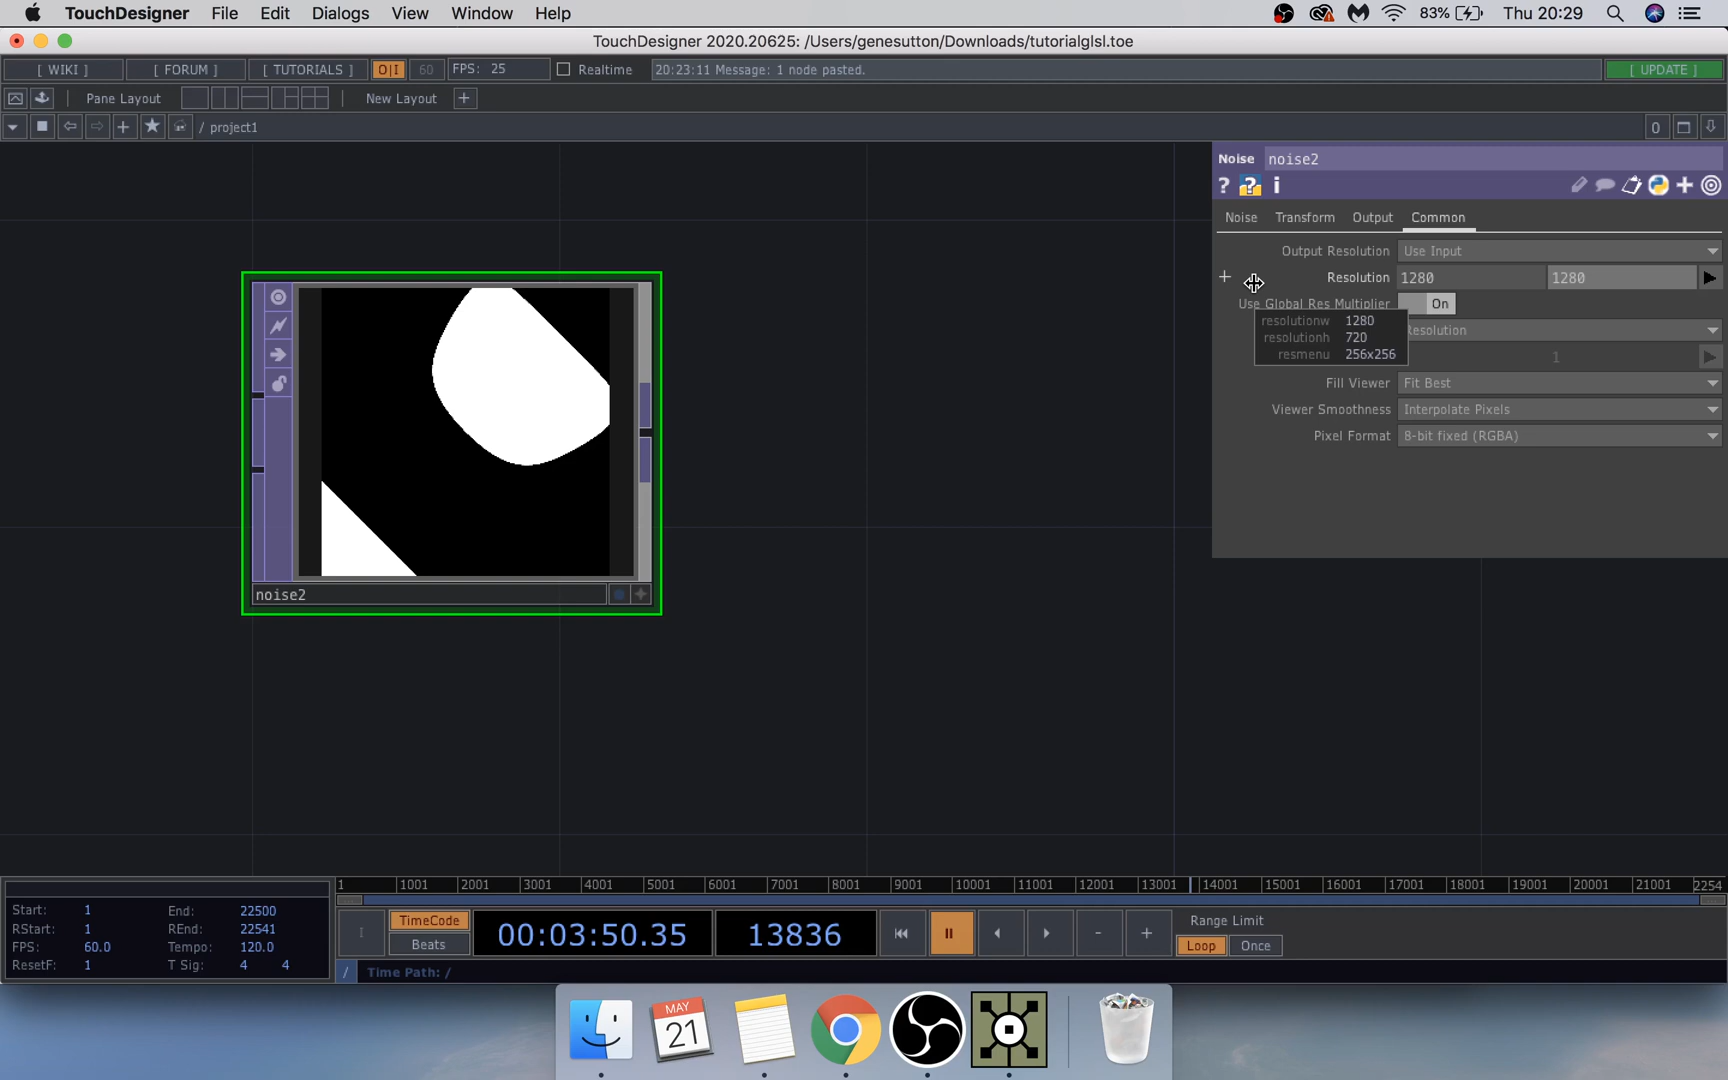 TouchDesigner File Edit Dialogs View Window Help 83% Thu 20:29
TouchDesigner 2020.20625: /Users/genesutton/Downloads/tutorialglsl.toe
[ WIKI ] [ FORUM ] [ TUTORIALS ] O|I 60 FPS: 25 Realtime 20:23:11 Message: 1 node pasted. [ UPDATE ]
Pane Layout New Layout +
+ / project1 0
Noise noise2
? ? i
Noise Transform Output Common
Output Resolution Use Input
+ Resolution 1280 1280
Use Global Res Multiplier On
resolutionw 1280
resolutionh 720
resmenu 256x256
Resolution
1
Fill Viewer Fit Best
Viewer Smoothness Interpolate Pixels
Pixel Format 8-bit fixed (RGBA)
noise2
1 1001 2001 3001 4001 5001 6001 7001 8001 9001 10001 11001 12001 13001 14001 15001 16001 17001 18001 19001 20001 21001 2254
Start: 1 End: 22500
RStart: 1 REnd: 22541
FPS: 60.0 Tempo: 120.0
ResetF: 1 T Sig: 4 4
TimeCode
Beats
00:03:50.35 13836
- +
Range Limit
Loop Once
/ Time Path: /
MAY
21